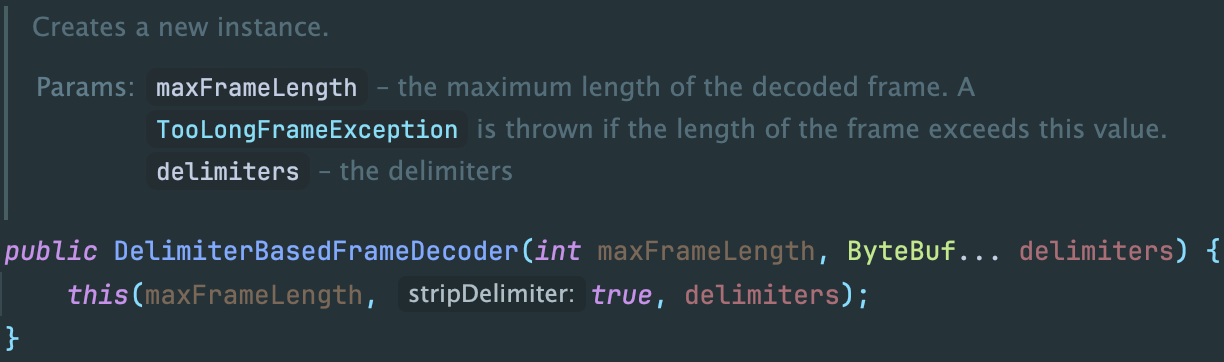 Creates a new instance.
Params: maxFrameLength – the maximum length of the decoded frame. A
TooLongFrameException is thrown if the length of the frame exceeds this value.
delimiters – the delimiters
public DelimiterBasedFrameDecoder(int maxFrameLength, ByteBuf... delimiters) {
this(maxFrameLength, stripDelimiter: true, delimiters);
}